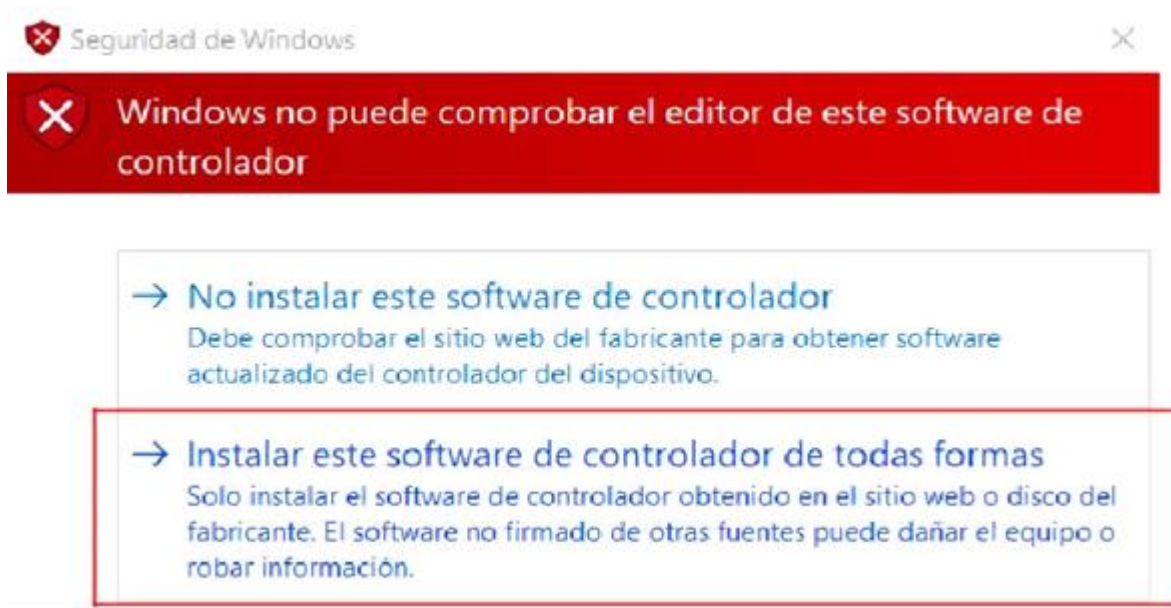 Seguridad de Windows
Windows no puede comprobar el editor de este software de
controlador
→ No instalar este software de controlador
Debe comprobar el sitio web del fabricante para obtener software
actualizado del controlador del dispositivo.
→ Instalar este software de controlador de todas formas
Solo instalar el software de controlador obtenido en el sitio web o disco del
fabricante. El software no firmado de otras fuentes puede dañar el equipo o
robar información.